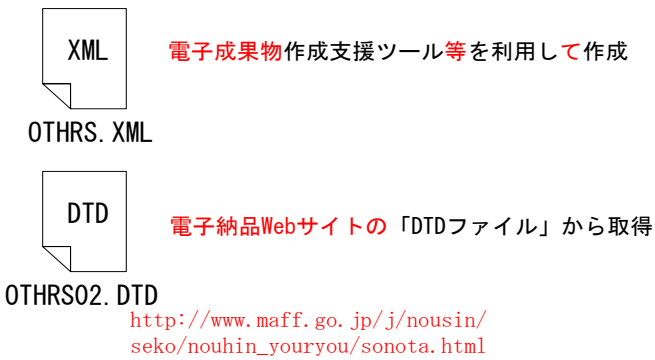 XML
電子成果物作成支援ツール等を利用して作成
OTHRS.XML
DTD
電子納品Webサイトの「DTDファイル」から取得
OTHRS02.DTD
http://www.maff.go.jp/j/nousin/
seko/nouhin_youryou/sonota.html